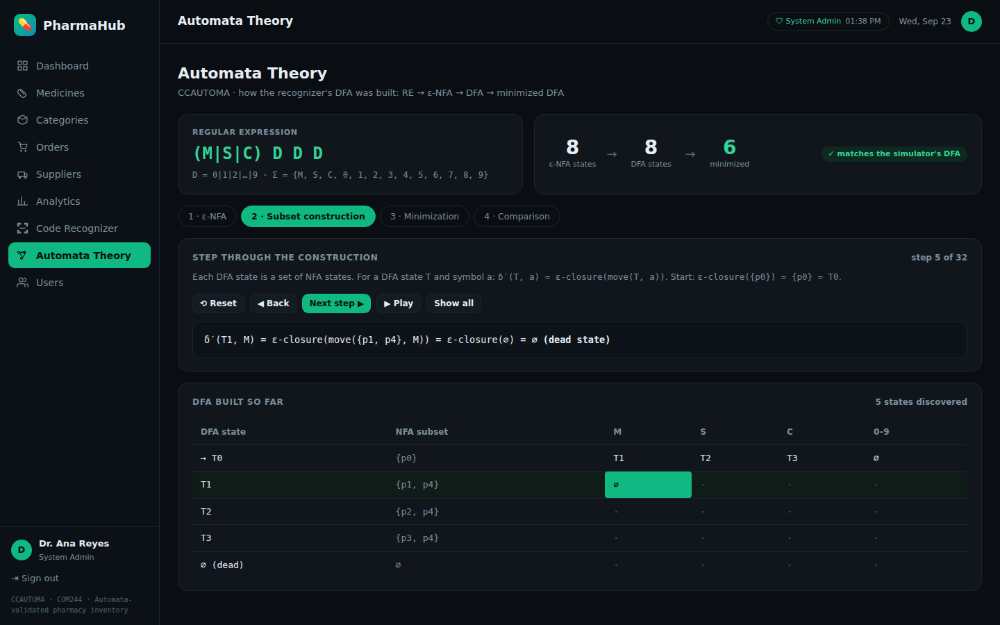 PharmaHub
Dashboard
Medicines
Categories
Orders
Suppliers
Analytics
Code Recognizer
Automata Theory
Users
Dr. Ana Reyes
D
System Admin
⇥ Sign out
CCAUTOMA · COM244 · Automata-
validated pharmacy inventory
Automata Theory
System Admin 01:38 PM
Wed, Sep 23
D
Automata Theory
CCAUTOMA · how the recognizer's DFA was built: RE → ε-NFA → DFA → minimized DFA
REGULAR EXPRESSION
(M|S|C) D D D
D = 0|1|2|…|9 · Σ = {M, S, C, 0, 1, 2, 3, 4, 5, 6, 7, 8, 9}
8 → 8 → 6
ε-NFA states DFA states minimized
✓ matches the simulator's DFA
1 · ε-NFA
2 · Subset construction
3 · Minimization
4 · Comparison
STEP THROUGH THE CONSTRUCTION
step 5 of 32
Each DFA state is a set of NFA states. For a DFA state T and symbol a: δ′(T, a) = ε-closure(move(T, a)). Start: ε-closure({p0}) = {p0} = T0.
⟲ Reset
◀ Back
Next step ▶
▶ Play
Show all
δ′(T1, M) = ε-closure(move({p1, p4}, M)) = ε-closure(∅) = ∅ (dead state)
DFA BUILT SO FAR
5 states discovered
DFA state NFA subset M S C 0–9
→ T0 {p0} T1 T2 T3 ∅
T1 {p1, p4} ∅ · · ·
T2 {p2, p4} · · · ·
T3 {p3, p4} · · · ·
∅ (dead) ∅ · · · ·